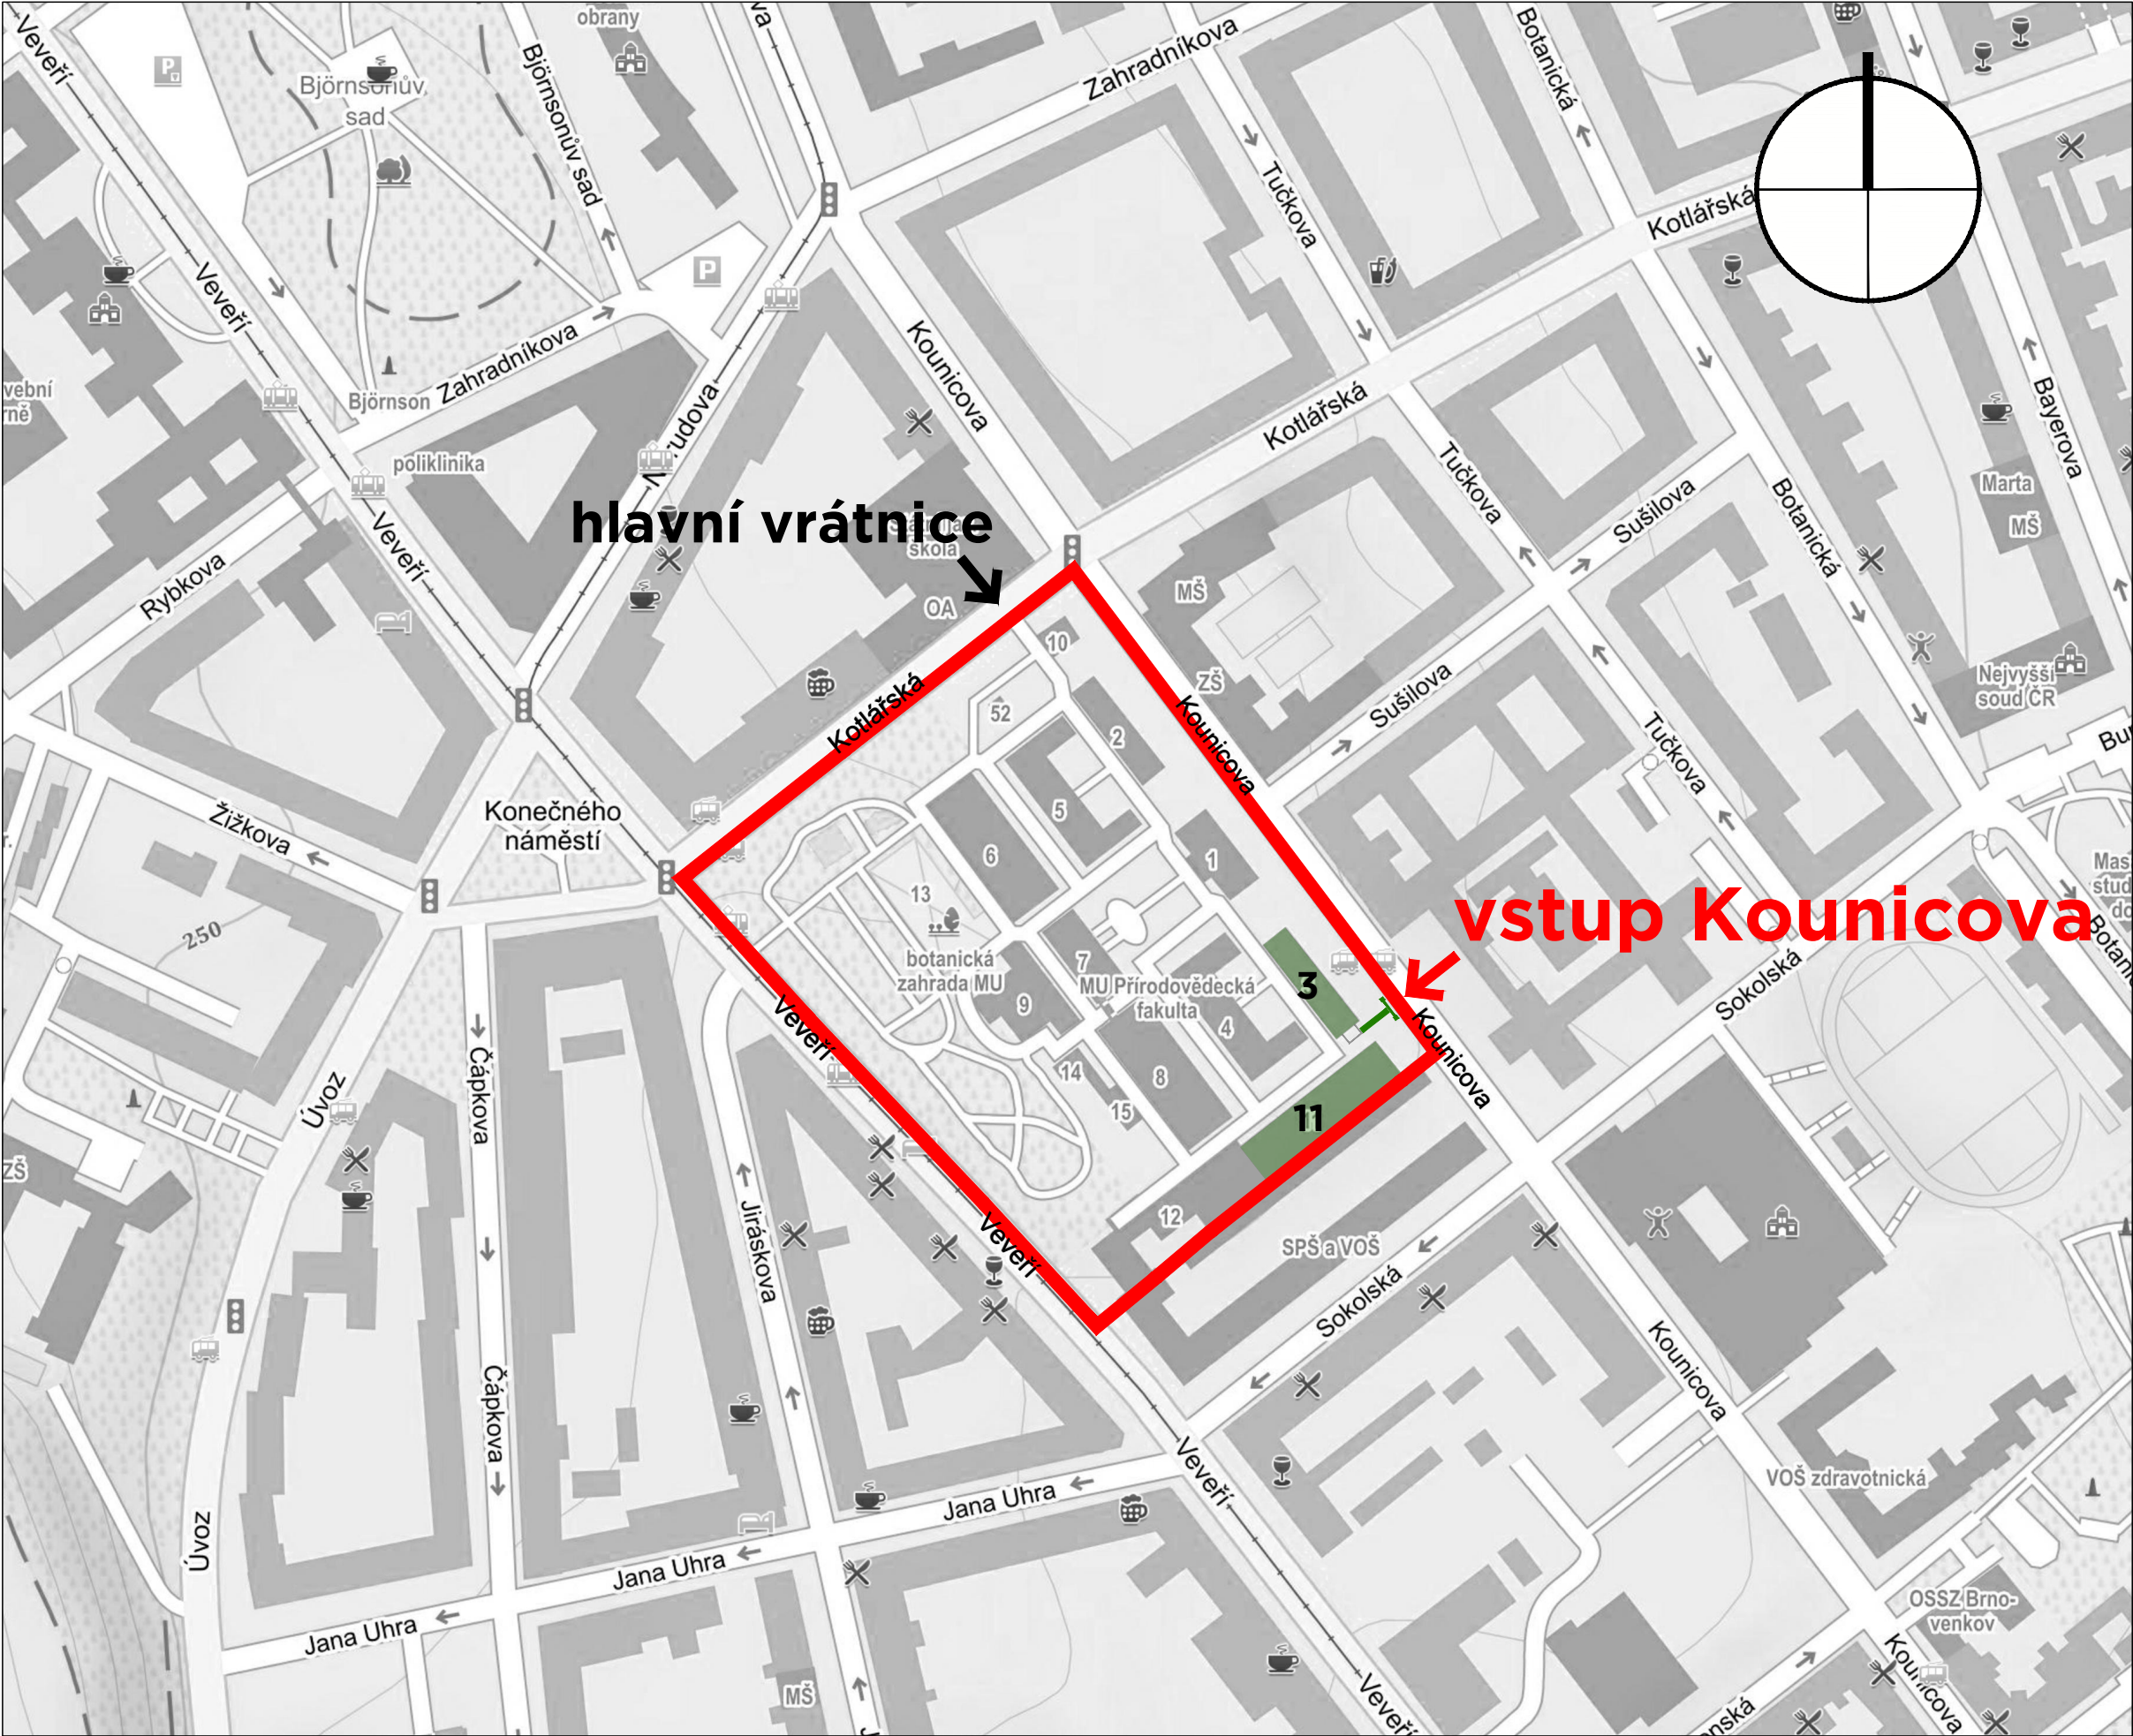 Veveří
obrany
Björnsonův
sad
Björnsonův sad
Zahradníkova
Botanická
Tučkova
Kotlářská
Veveří
Kounicova
Björnson
Zahradníkova
Kotlářská
Bayerova
poliklinika
Tučkova
Sušilova
Botanická
Marta
MŠ
hlavní vrátnice
škola
Veveří
Rybkova
OA
MŠ
10
ZŠ
Sušilova
Nejvyšší
soud ČR
Kotlářská
52
2
Kounicova
Tučkova
Žižkova
Konečného
náměstí
5
6
1
13
250
vstup Kounicova
botanická
zahrada MU
7
MU Přírodovědecká
fakulta
3
9
4
Sokolská
Veveří
Kounicova
Čápkova
Úvoz
14
8
15
11
ZŠ
12
Jiráskova
Veveří
SPŠ a VOŠ
Sokolská
Kounicova
Čápkova
Veveří
VOŠ zdravotnická
Jana Uhra
Úvoz
Jana Uhra
OSSZ Brno-
venkov
Jana Uhra
Kounicova
MŠ
Veveří